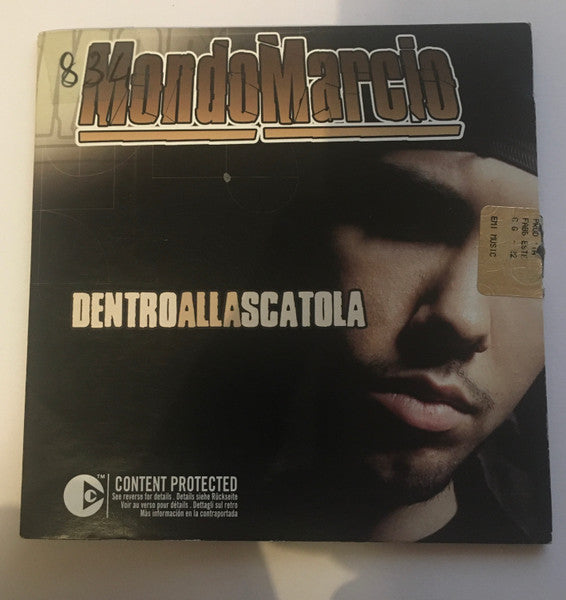 834
MondoMarcio
DENTROALLASCATOLA
EMI MUSIC
TM
CONTENT PROTECTED
See reverse for details . Details siehe Rückseite
Voir au verso pour détails . Dettagli sul retro
Más información en la contraportada